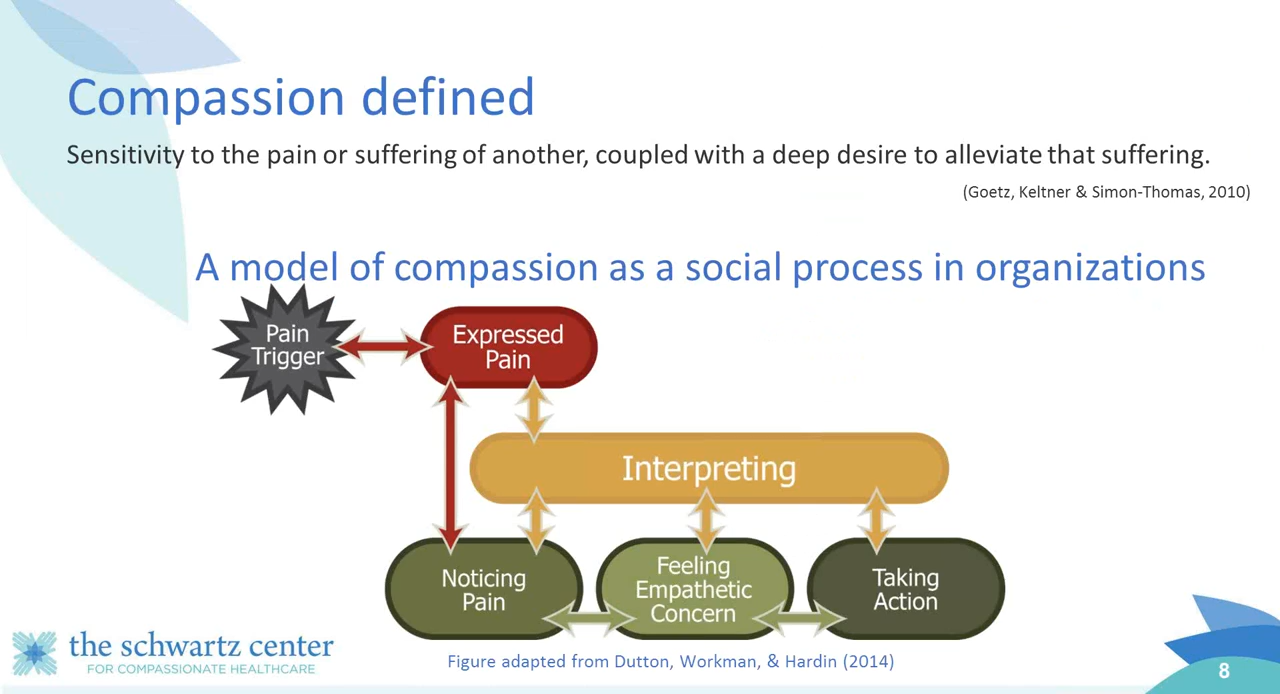 Compassion defined
Sensitivity to the pain or suffering of another, coupled with a deep desire to alleviate that suffering.
(Goetz, Keltner & Simon-Thomas, 2010)
A model of compassion as a social process in organizations
Pain
Trigger
Expressed
Pain
Interpreting
Noticing
Pain
Feeling
Empathetic
Concern
Taking
Action
the schwartz center
FOR COMPASSIONATE HEALTHCARE
Figure adapted from Dutton, Workman, & Hardin (2014)
8